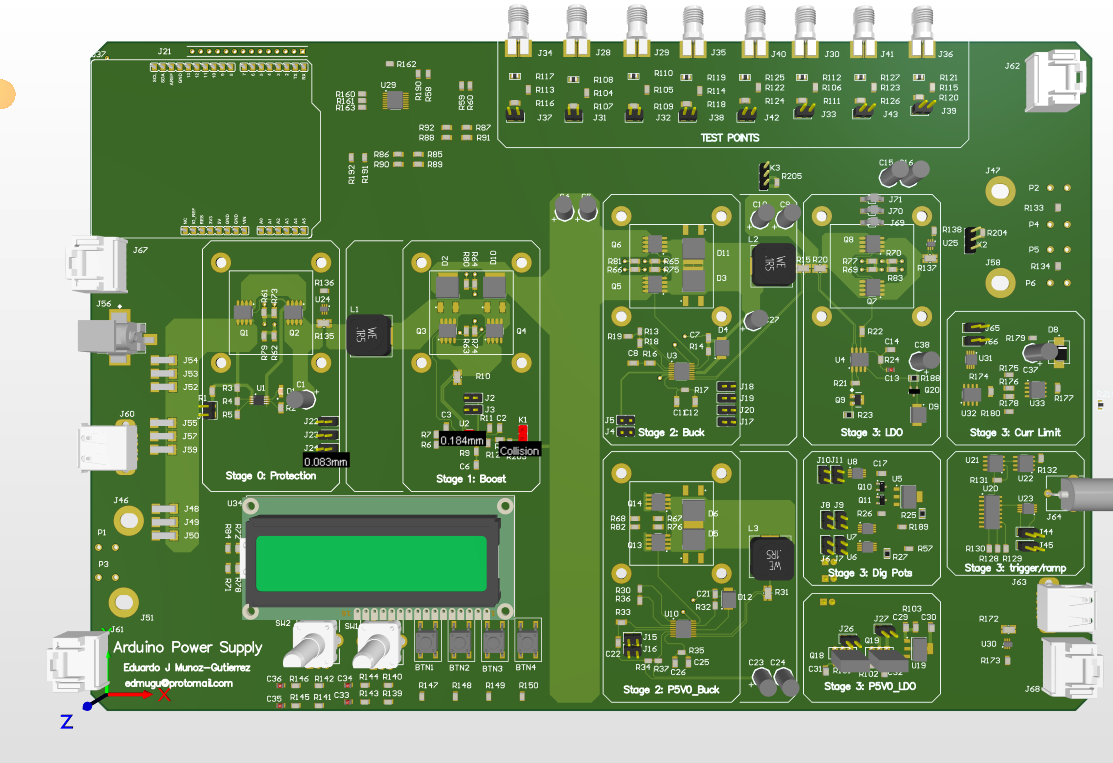 J21
J37
R162
U29
R190
R58
R59
R60
R160
R161
R163
R92
R87
R88
R91
R86
R85
R90
R89
R192
R191
J34
J28
J29
J35
J40
J30
J41
J36
J62
R117
R108
R110
R119
R125
R112
R127
R121
R113
R104
R105
R114
R122
R106
R123
R115
R116
R107
R109
R118
R124
R111
R126
R120
J37
J31
J32
J38
J42
J33
J43
J39
TEST POINTS
K3
R205
C15
J47
P2
R133
P4
P5
R134
P6
J58
J71
J70
J69
R138
U25
R204
K2
R137
J67
J56
J54
J53
J52
J60
J55
J57
J59
J46
J48
J49
J50
P1
P3
J51
J61
R61
R73
Q1
Q2
R79
R62
R136
U24
R135
R3
R4
R5
U1
C1
J22
J23
J24
0.083mm
Stage 0: Protection
L1
WE
.1R5
D2
R80
R64
D10
Q3
Q4
R63
R74
R10
J2
J3
C3
R11
C2
U2
K1
R7
R6
R9
C6
0.184mm
Collision
Stage 1: Boost
Q6
R81
R66
R65
R75
Q5
D11
D3
R19
R13
R18
C7
R14
D4
C8
R16
U3
R17
C11
C12
J5
J4
J18
J19
J20
J17
Stage 2: Buck
L2
WE
.1R5
R15
R20
Q8
R77
R69
R70
R83
Q7
R22
U4
C14
R24
C13
C38
R188
R21
Q9
Q20
R23
D9
Stage 3: LDO
J65
J66
R179
D8
U31
C37
R174
R175
R176
R178
R180
U32
U33
R177
Stage 3: Curr Limit
U34
R84
R72
R71
R78
SW2
SW1
BTN1
BTN2
BTN3
BTN4
Arduino Power Supply
Eduardo J Munoz-Gutierrez
edmugu@protomail.com
C36
R146
R142
C34
R144
R140
C35
R145
R141
C33
R143
R139
R147
R148
R149
R150
X
Z
Q14
R68
R82
R67
R76
Q13
D6
D5
R30
R36
R33
C21
R32
D12
U10
J15
J16
C22
R34
R37
R35
C26
C25
Stage 2: P5V0_Buck
L3
WE
.1R5
R31
C23
C24
J10
J11
U8
C17
Q10
Q11
U5
J8
J9
R26
R25
R189
U7
J6
J7
U6
R27
R57
Stage 3: Dig Pots
U21
U22
R132
R131
U20
U23
J64
J44
J45
R130
R128
R129
Stage 3: trigger/ramp
J26
J27
R103
C29
C30
Q18
Q19
C31
R102
C32
U19
Stage 3: P5V0_LDO
J63
R172
U30
R173
J68